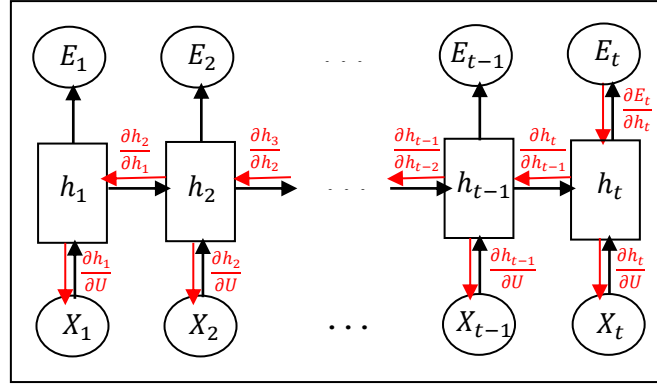 E₁ E₂ . . . Eₜ₋₁ Eₜ
∂Eₜ/∂hₜ
∂h₂/∂h₁ ∂h₃/∂h₂ ∂hₜ₋₁/∂hₜ₋₂ ∂hₜ/∂hₜ₋₁
h₁ h₂ . . . hₜ₋₁ hₜ
∂h₁/∂U ∂h₂/∂U ∂hₜ₋₁/∂U ∂hₜ/∂U
X₁ X₂ . . . Xₜ₋₁ Xₜ